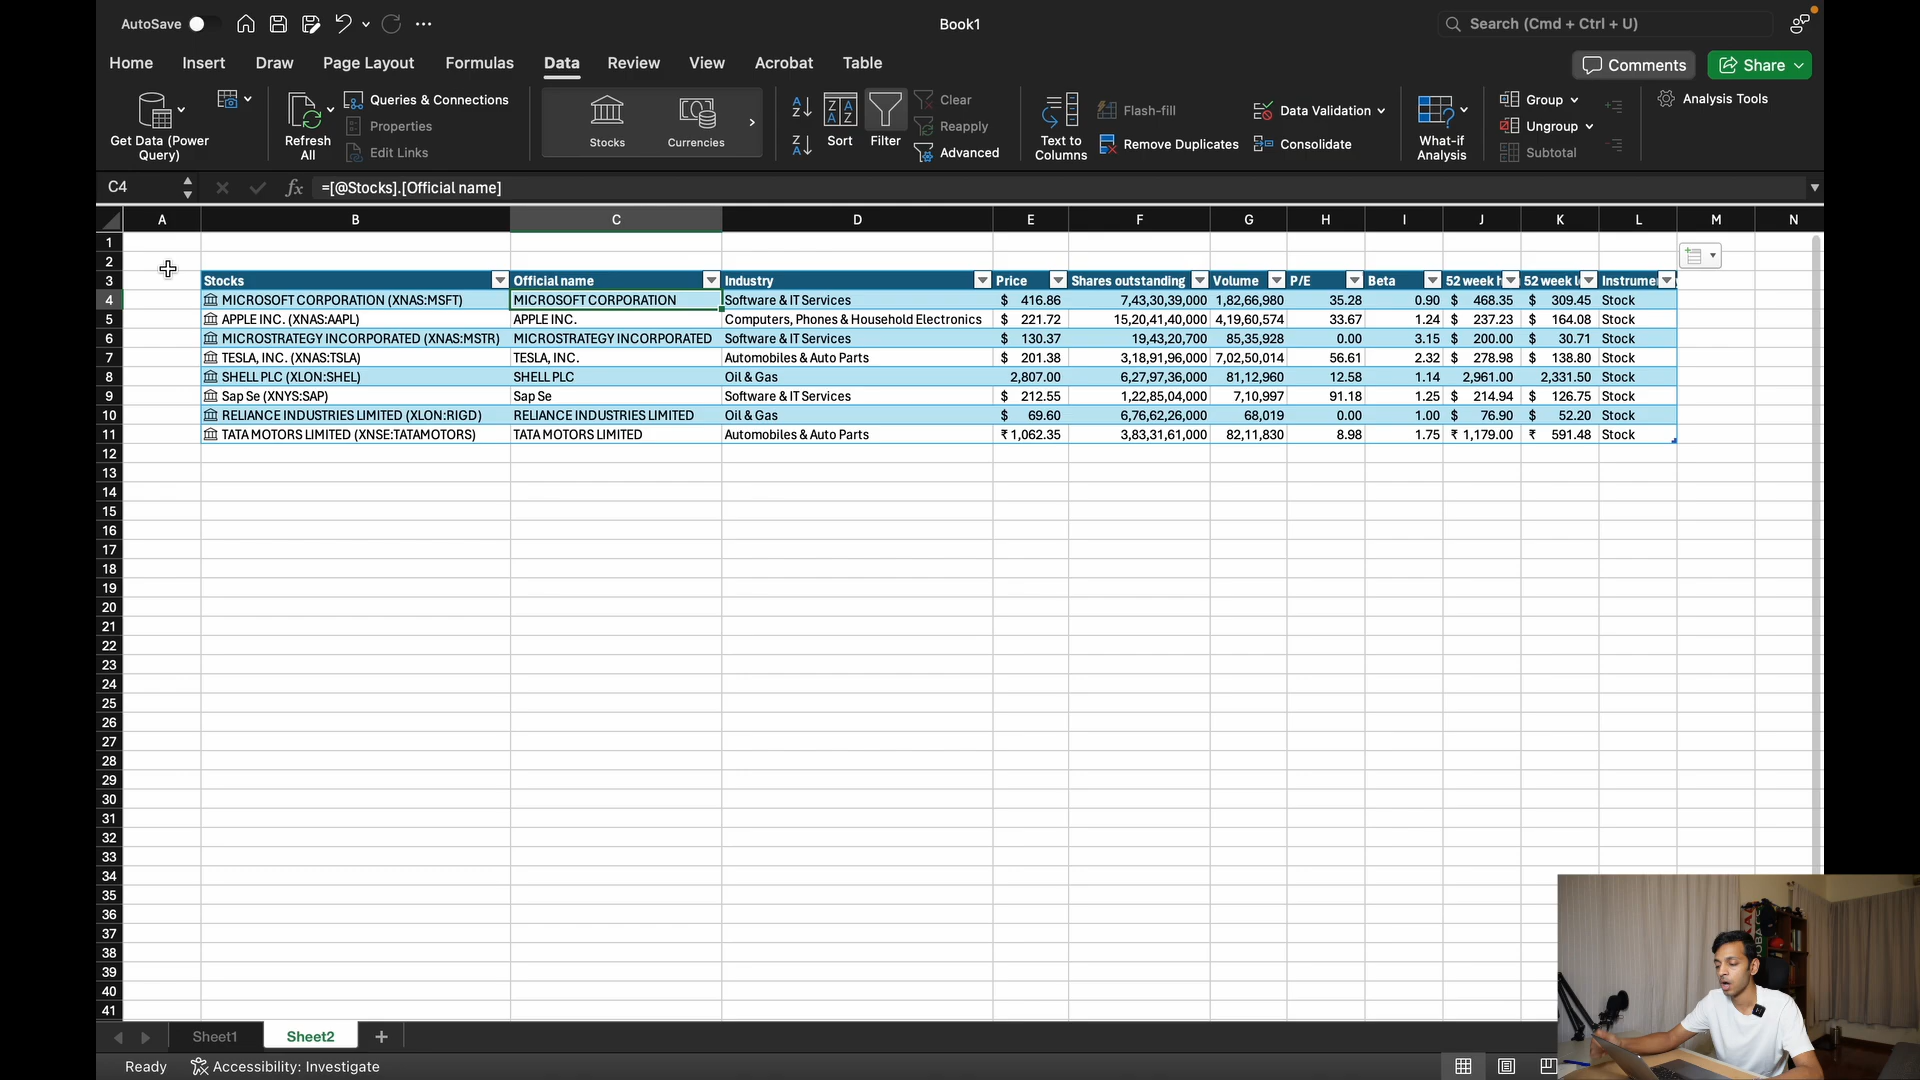 AutoSave
Book1
Search (Cmd + Ctrl + U)
Home Insert Draw Page Layout Formulas Data Review View Acrobat Table
Comments Share
Get Data (Power Query)
Refresh All
Queries & Connections
Properties
Edit Links
Stocks
Currencies
Sort
Filter
Clear
Reapply
Advanced
Text to Columns
Flash-fill
Remove Duplicates
Data Validation
Consolidate
What-if Analysis
Group
Ungroup
Subtotal
Analysis Tools
C4 fx =[@Stocks].[Official name]
A B C D E F G H I J K L M N
1
2
3 Stocks Official name Industry Price Shares outstanding Volume P/E Beta 52 week 52 week Instrume
4 MICROSOFT CORPORATION (XNAS:MSFT) MICROSOFT CORPORATION Software & IT Services $ 416.86 7,43,30,39,000 1,82,66,980 35.28 0.90 $ 468.35 $ 309.45 Stock
5 APPLE INC. (XNAS:AAPL) APPLE INC. Computers, Phones & Household Electronics $ 221.72 15,20,41,40,000 4,19,60,574 33.67 1.24 $ 237.23 $ 164.08 Stock
6 MICROSTRATEGY INCORPORATED (XNAS:MSTR) MICROSTRATEGY INCORPORATED Software & IT Services $ 130.37 19,43,20,700 85,35,928 0.00 3.15 $ 200.00 $ 30.71 Stock
7 TESLA, INC. (XNAS:TSLA) TESLA, INC. Automobiles & Auto Parts $ 201.38 3,18,91,96,000 7,02,50,014 56.61 2.32 $ 278.98 $ 138.80 Stock
8 SHELL PLC (XLON:SHEL) SHELL PLC Oil & Gas 2,807.00 6,27,97,36,000 81,12,960 12.58 1.14 2,961.00 2,331.50 Stock
9 Sap Se (XNYS:SAP) Sap Se Software & IT Services $ 212.55 1,22,85,04,000 7,10,997 91.18 1.25 $ 214.94 $ 126.75 Stock
10 RELIANCE INDUSTRIES LIMITED (XLON:RIGD) RELIANCE INDUSTRIES LIMITED Oil & Gas $ 69.60 6,76,62,26,000 68,019 0.00 1.00 $ 76.90 $ 52.20 Stock
11 TATA MOTORS LIMITED (XNSE:TATAMOTORS) TATA MOTORS LIMITED Automobiles & Auto Parts ₹ 1,062.35 3,83,31,61,000 82,11,830 8.98 1.75 ₹ 1,179.00 ₹ 591.48 Stock
12
13
14
15
16
17
18
19
20
21
22
23
24
25
26
27
28
29
30
31
32
33
34
35
36
37
38
39
40
41
Sheet1 Sheet2
Ready Accessibility: Investigate